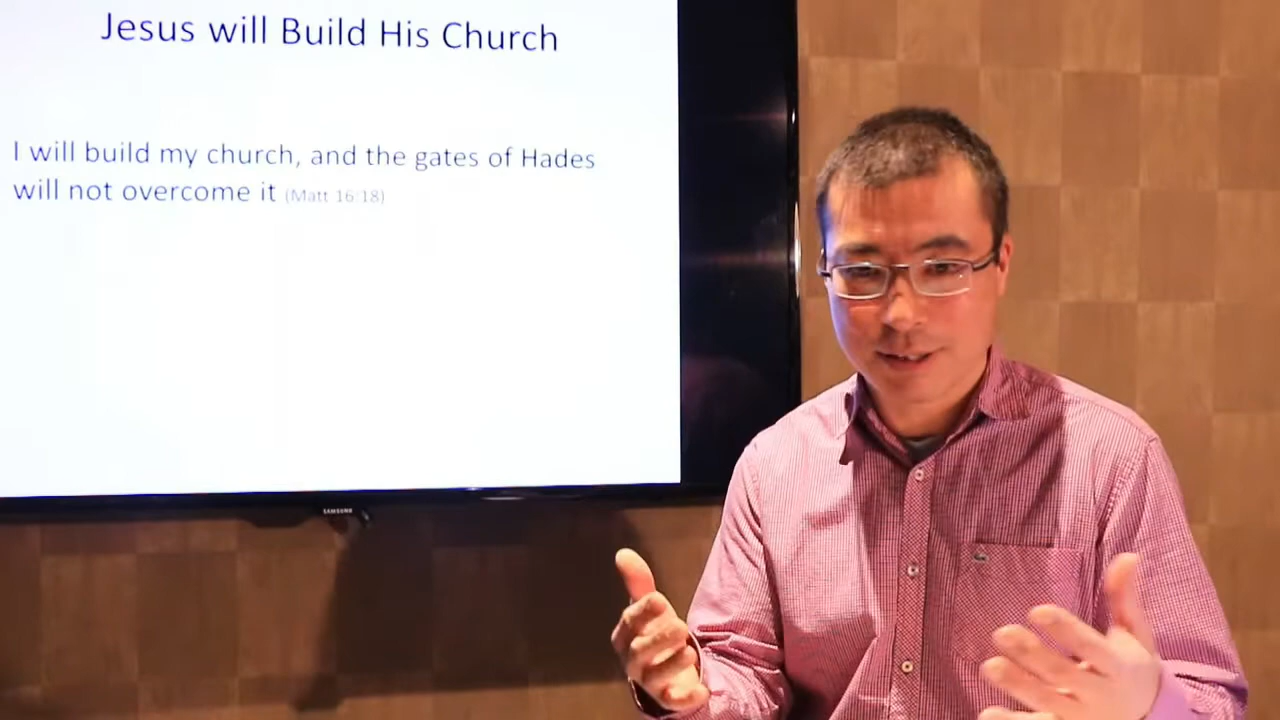 Jesus will Build His Church
I will build my church, and the gates of Hades
will not overcome it (Matt 16:18)
SAMSUNG